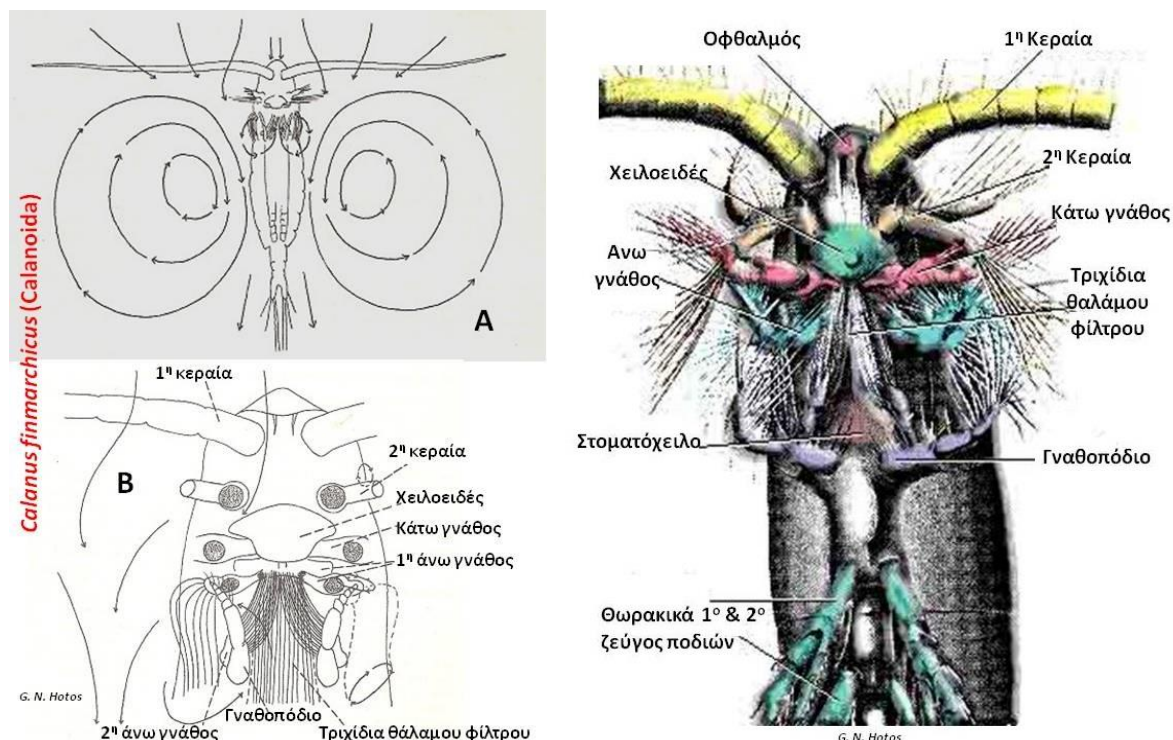 Calanus finmarchicus (Calanoida)
A
1η κεραία
B
2η κεραία
Χειλοειδές
Κάτω γνάθος
1η άνω γνάθος
G. N. Hotos
Γναθοπόδιο
2η άνω γνάθος
Τριχίδια θάλαμου φίλτρου
Οφθαλμός
1η Κεραία
2η Κεραία
Χειλοειδές
Κάτω γνάθος
Ανω
γνάθος
Τριχίδια
θαλάμου
φίλτρου
Στοματόχειλο
Γναθοπόδιο
Θωρακικά 1ο & 2ο
ζεύγος ποδιών
G. N. Hotos